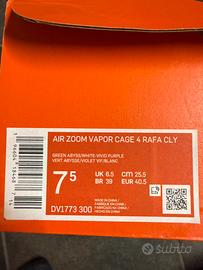 AIR ZOOM VAPOR CAGE 4 RAFA CLY
GREEN ABYSS/WHITE-VIVID PURPLE
VERT ABYSSE/VIOLET VIF/BLANC
7.5
UK 6.5 cm 25.5
BR 39 EUR 40.5
DV1773 300
MADE IN CHINA /
FABRIQUÉ EN CHINE /
FABRICADO EN CHINA /
subito